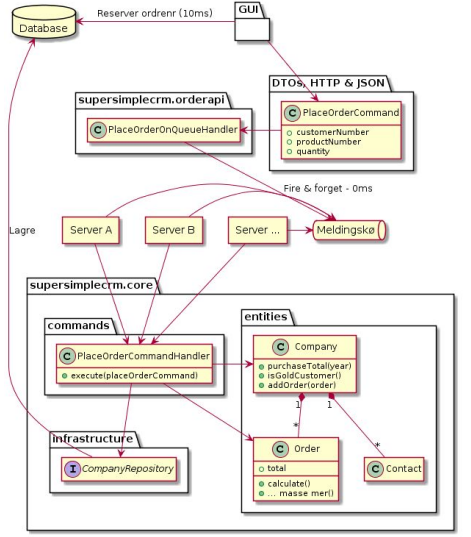 Database
Reserver ordrenr (10ms)
GUI
DTOs, HTTP & JSON
supersimplecrm.orderapi
C PlaceOrderCommand
customerNumber
productNumber
quantity
C PlaceOrderOnQueueHandler
Fire & forget - 0ms
Server A
Server B
Server ...
Meldingskø
Lagre
supersimplecrm.core
commands
entities
C PlaceOrderCommandHandler
execute(placeOrderCommand)
C Company
purchaseTotal(year)
isGoldCustomer()
addOrder(order)
1
1
*
*
infrastructure
I CompanyRepository
C Order
total
calculate()
... masse mer()
C Contact